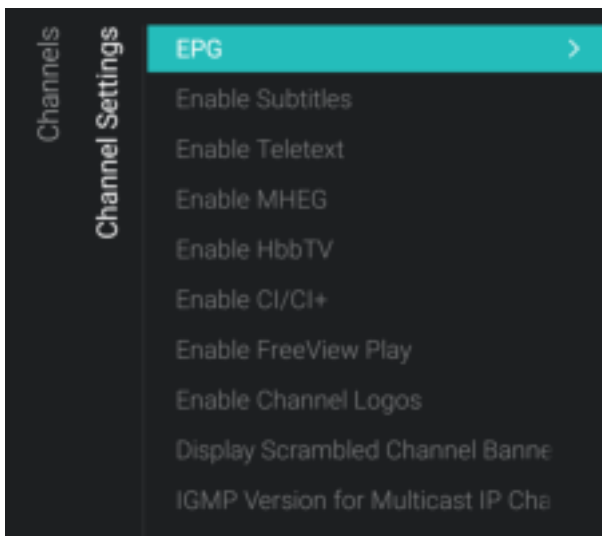 Channels
Channel Settings
EPG
Enable Subtitles
Enable Teletext
Enable MHEG
Enable HbbTV
Enable CI/CI+
Enable FreeView Play
Enable Channel Logos
Display Scrambled Channel Banne
IGMP Version for Multicast IP Cha